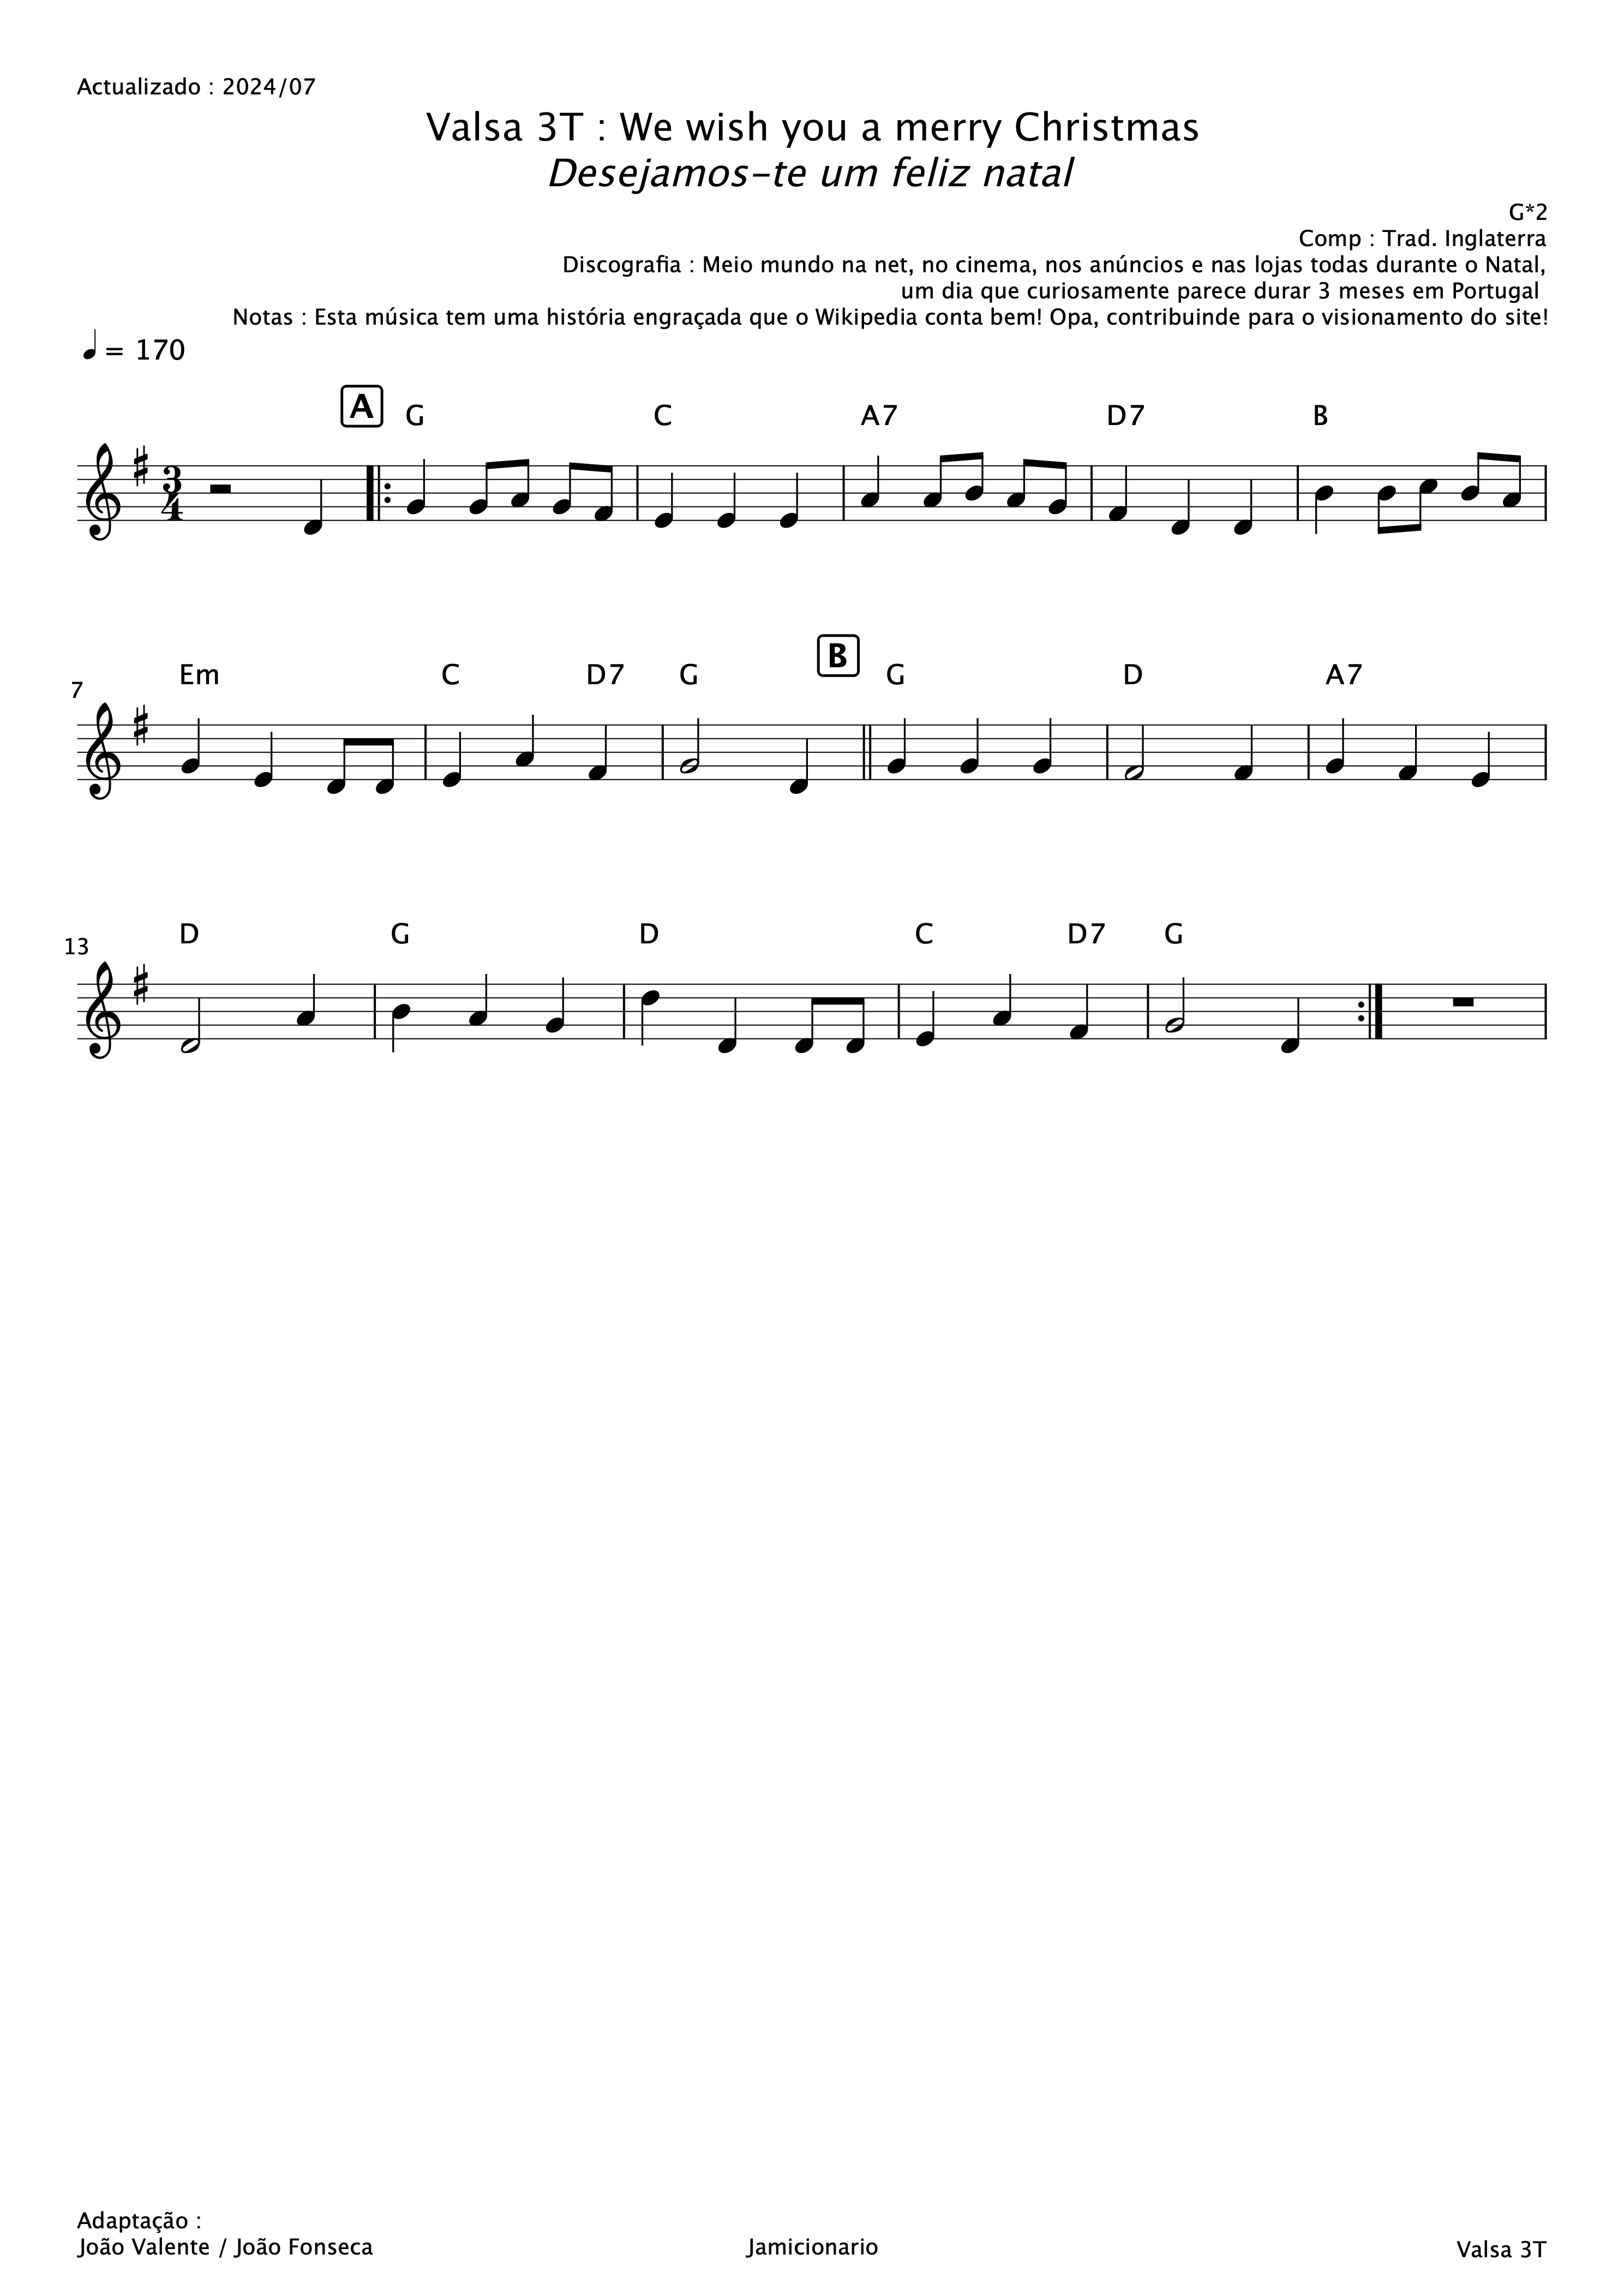 Actualizado : 2024/07
Valsa 3T : We wish you a merry Christmas
Desejamos-te um feliz natal
G*2
Comp : Trad. Inglaterra
Discografia : Meio mundo na net, no cinema, nos anúncios e nas lojas todas durante o Natal,
um dia que curiosamente parece durar 3 meses em Portugal
Notas : Esta música tem uma história engraçada que o Wikipedia conta bem! Opa, contribuinde para o visionamento do site!
♩ = 170
A G C A7 D7 B
3
4
B
Em C D7 G G D A7
7
D G D C D7 G
13
Adaptação :
João Valente / João Fonseca Jamicionario Valsa 3T